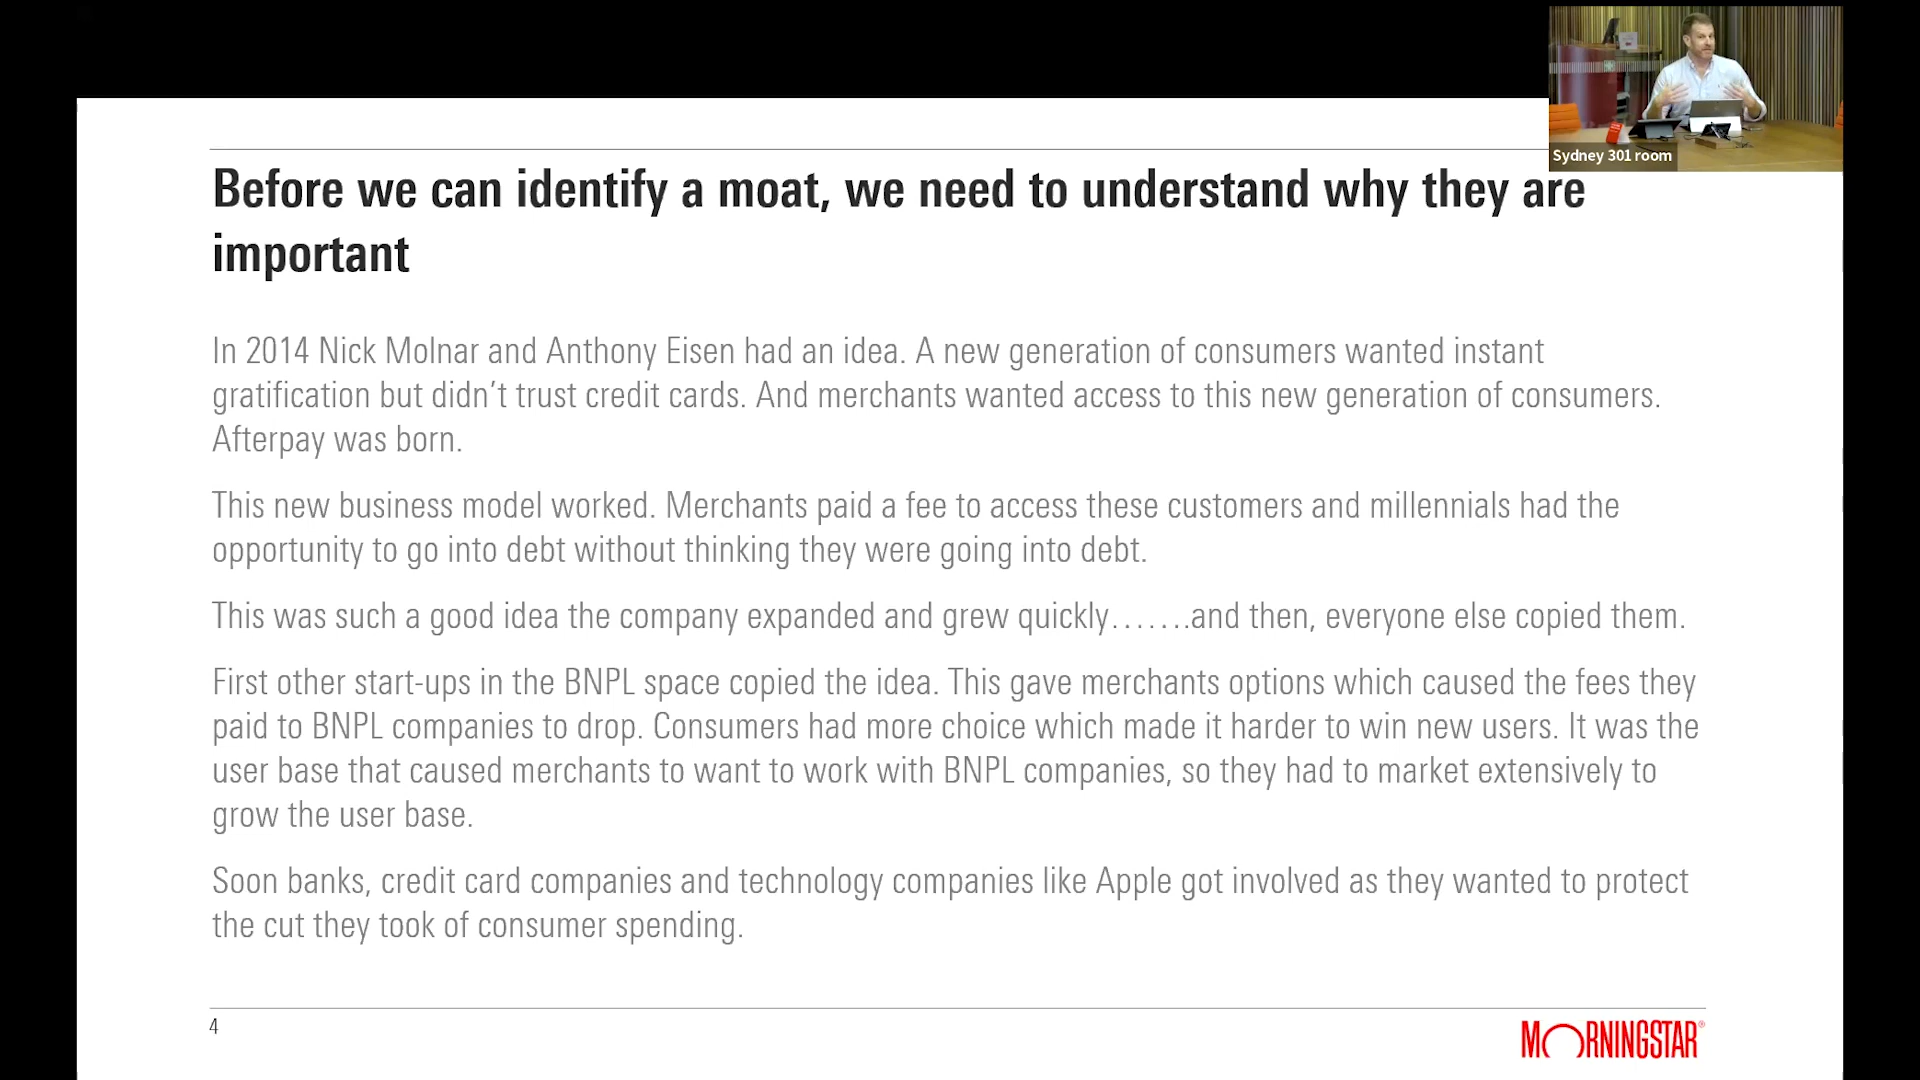 Sydney 301 room
Before we can identify a moat, we need to understand why they are
important
In 2014 Nick Molnar and Anthony Eisen had an idea. A new generation of consumers wanted instant
gratification but didn’t trust credit cards. And merchants wanted access to this new generation of consumers.
Afterpay was born.
This new business model worked. Merchants paid a fee to access these customers and millennials had the
opportunity to go into debt without thinking they were going into debt.
This was such a good idea the company expanded and grew quickly…….and then, everyone else copied them.
First other start-ups in the BNPL space copied the idea. This gave merchants options which caused the fees they
paid to BNPL companies to drop. Consumers had more choice which made it harder to win new users. It was the
user base that caused merchants to want to work with BNPL companies, so they had to market extensively to
grow the user base.
Soon banks, credit card companies and technology companies like Apple got involved as they wanted to protect
the cut they took of consumer spending.
4
MORNINGSTAR®